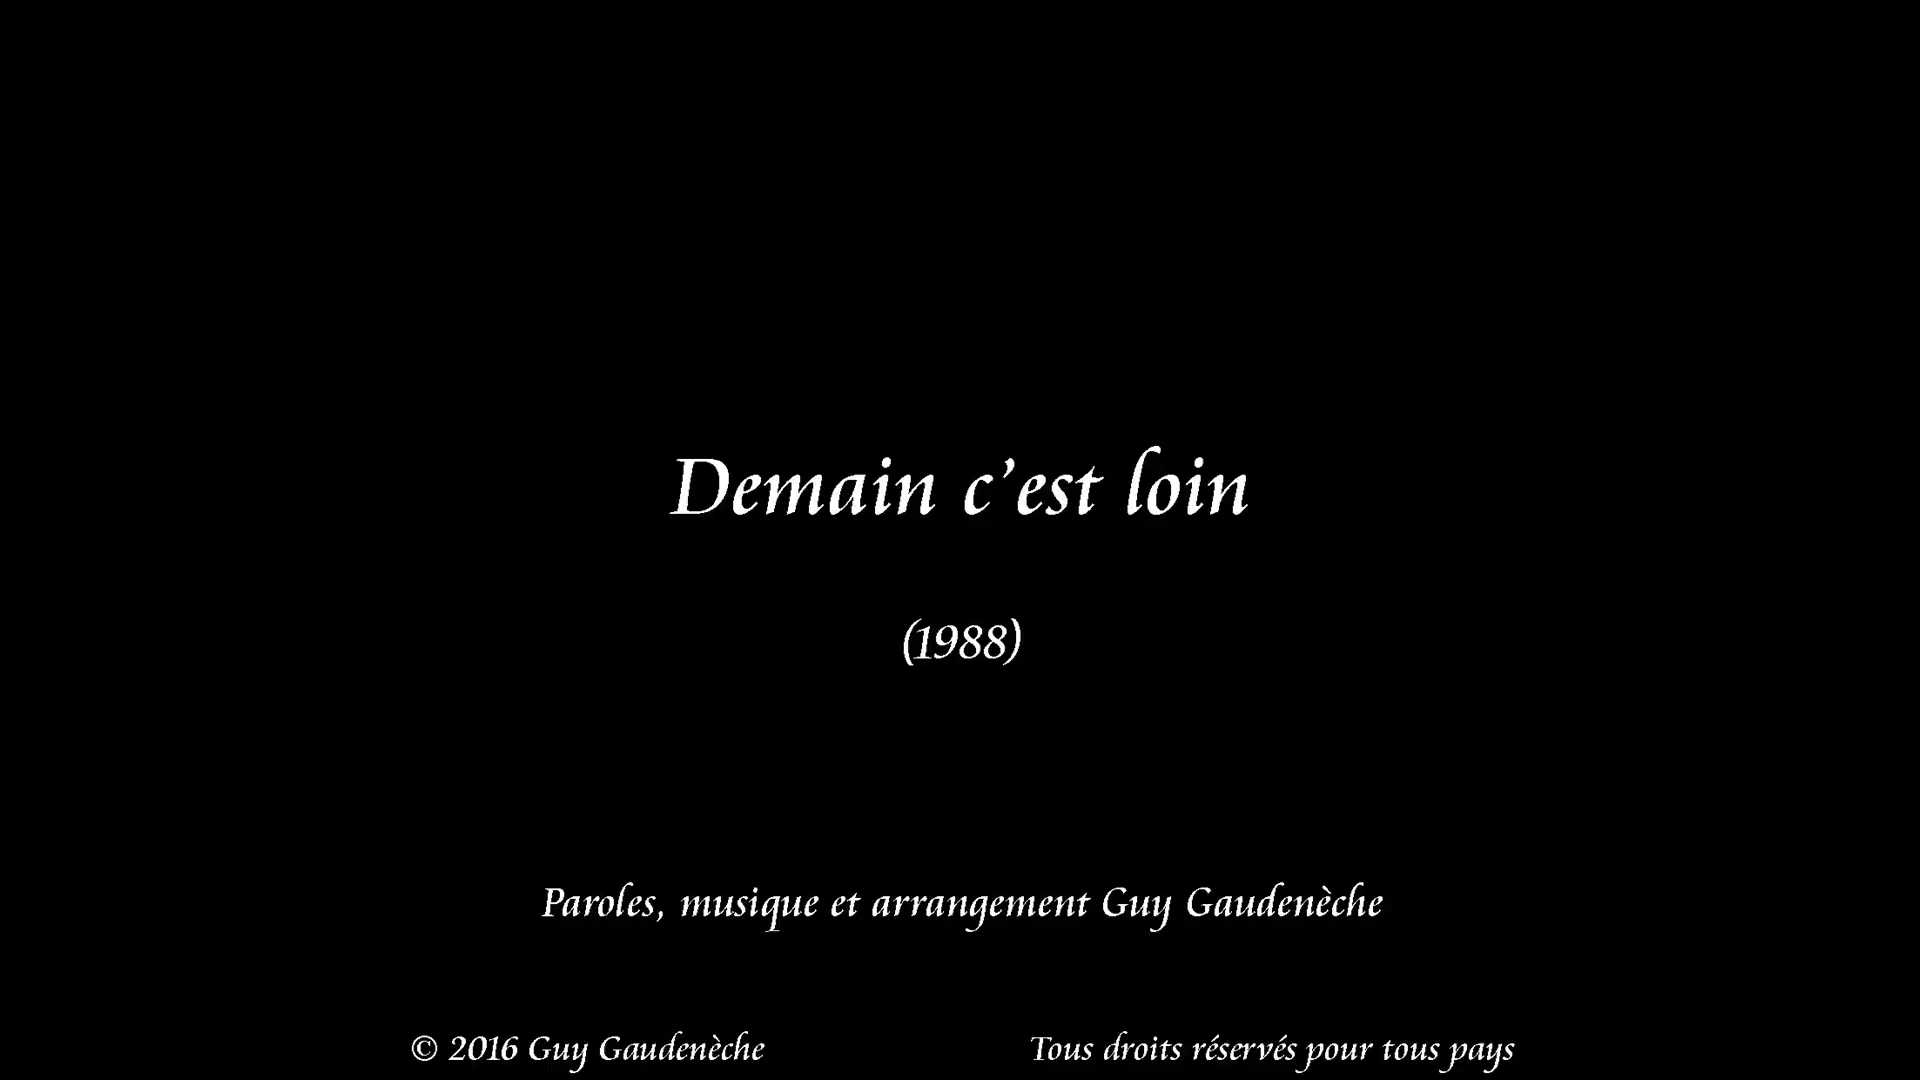 Demain c’est loin
(1988)
Paroles, musique et arrangement Guy Gaudenèche
© 2016 Guy Gaudenèche
Tous droits réservés pour tous pays